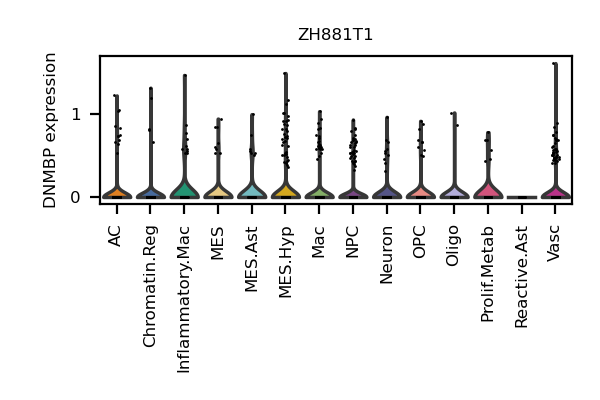 ZH881T1
DNMBP expression
1
0
AC
Chromatin.Reg
Inflammatory.Mac
MES
MES.Ast
MES.Hyp
Mac
NPC
Neuron
OPC
Oligo
Prolif.Metab
Reactive.Ast
Vasc